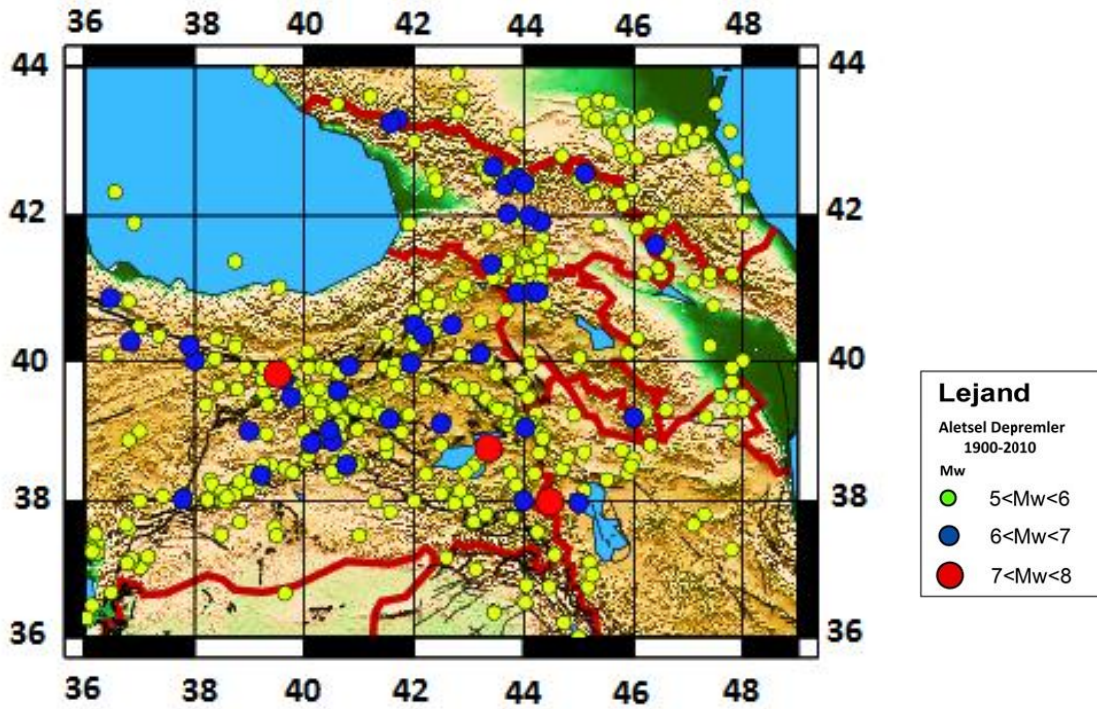 36 38 40 42 44 46 48
44 44
42 42
40 40
38 38
36 36
36 38 40 42 44 46 48
Lejand
Aletsel Depremler
1900-2010
Mw
5<Mw<6
6<Mw<7
7<Mw<8